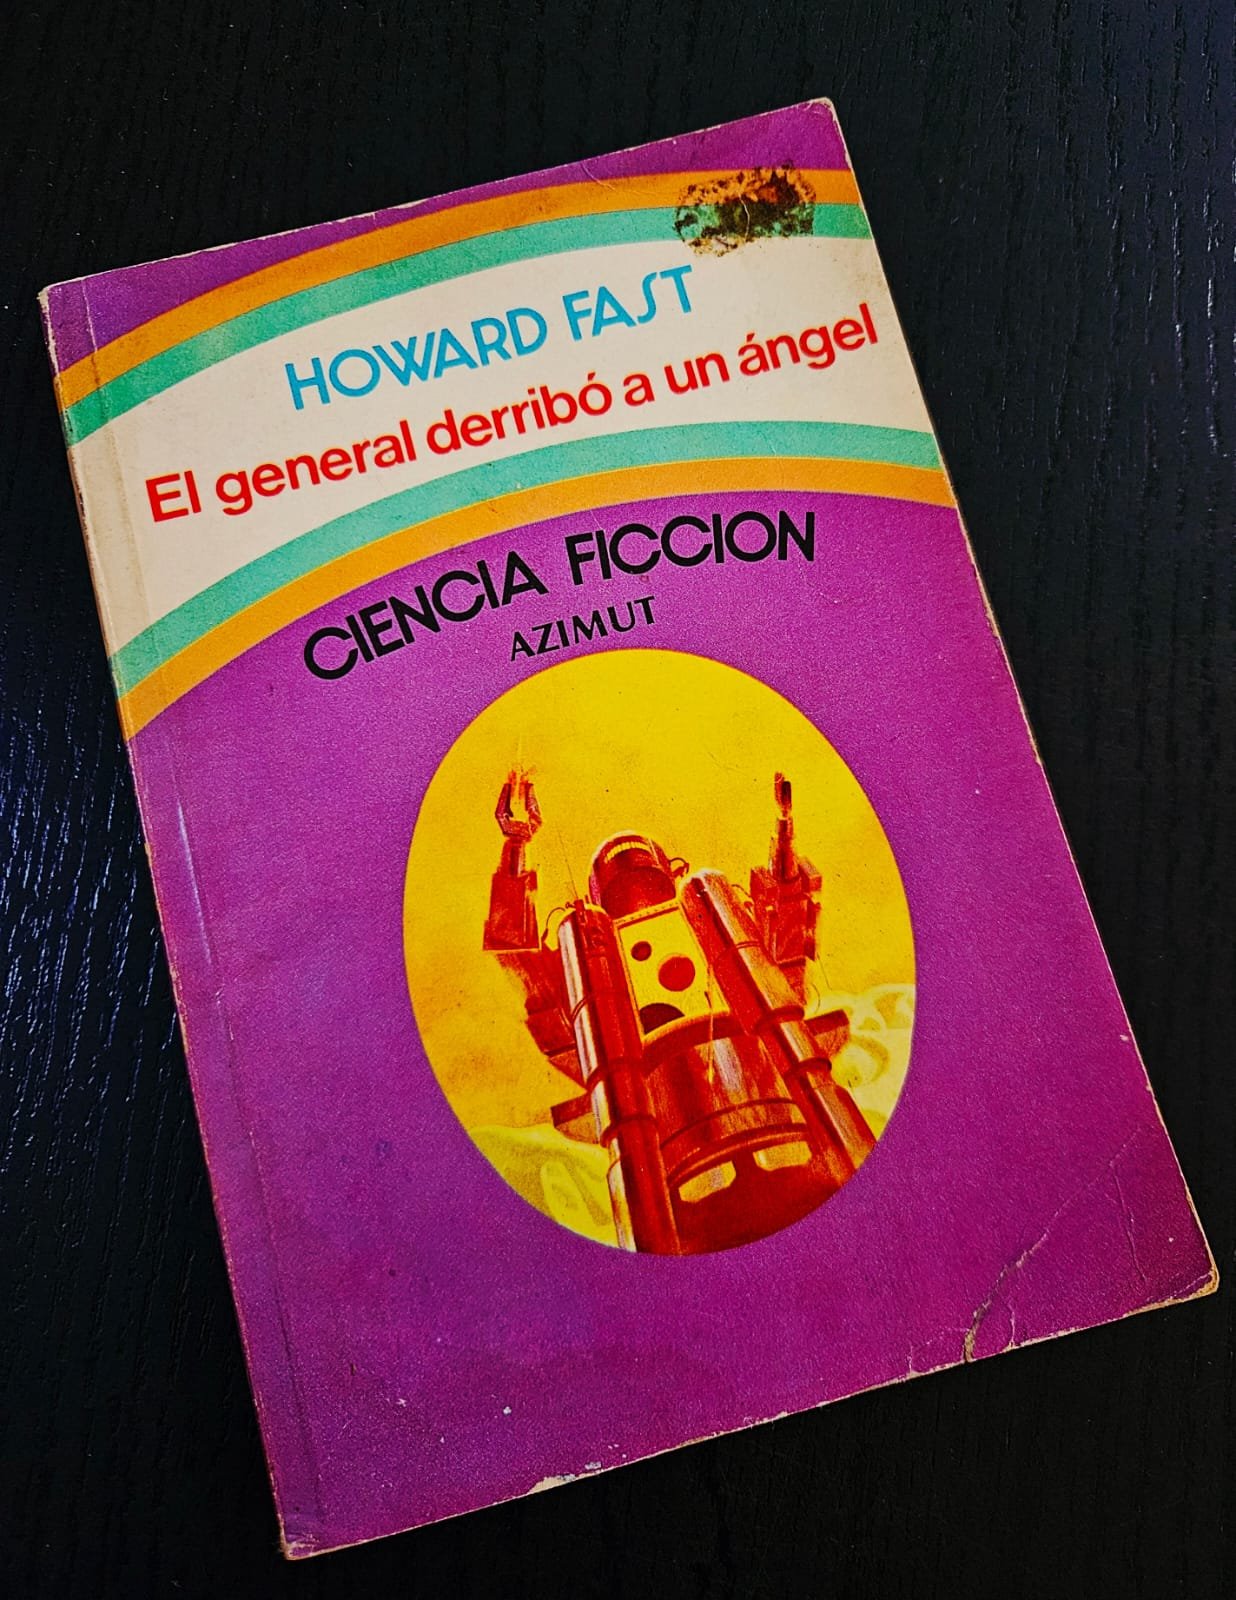 HOWARD FAST
El general derribó a un ángel
CIENCIA FICCION
AZIMUT